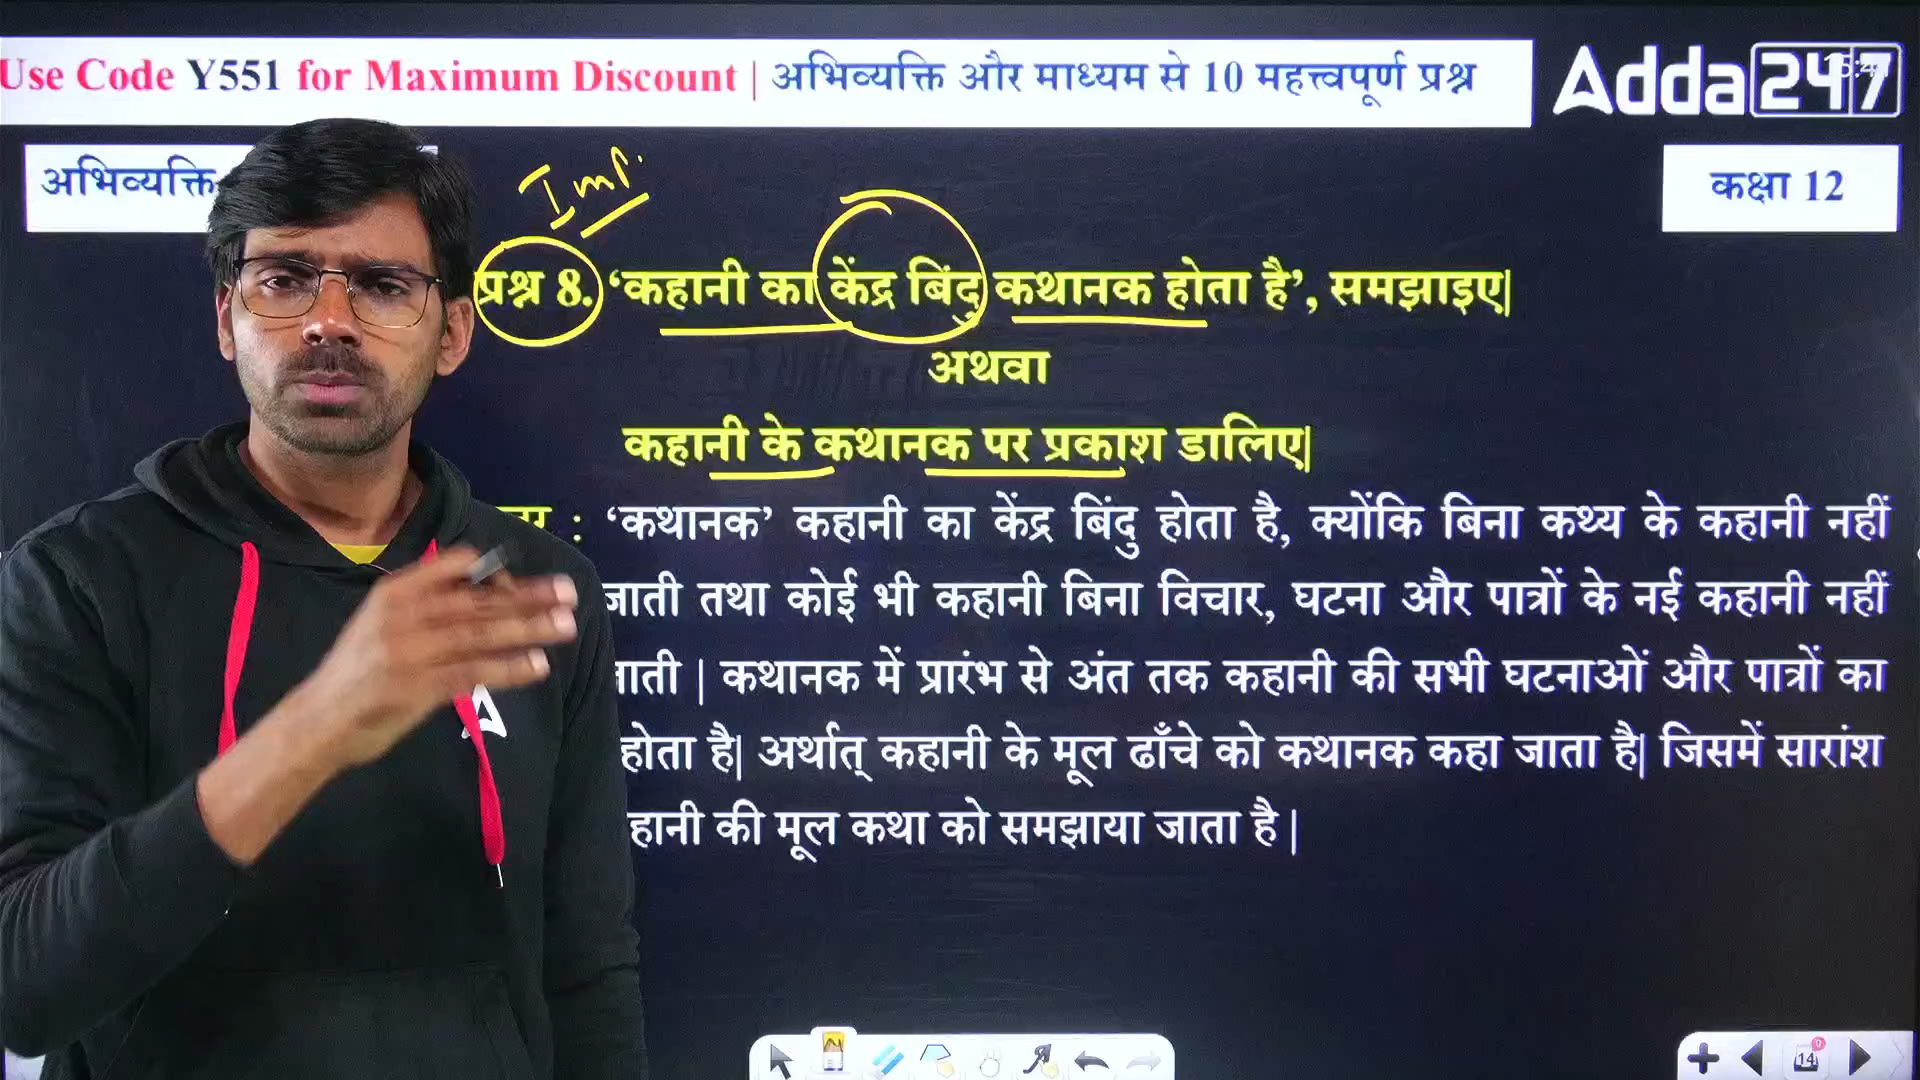 Use Code Y551 for Maximum Discount | अभिव्यक्ति और माध्यम से 10 महत्त्वपूर्ण प्रश्न
Adda247
अभिव्यक्ति
कक्षा 12
Imp.
प्रश्न 8. ‘कहानी का केंद्र बिंदु कथानक होता है’, समझाइए|
अथवा
कहानी के कथानक पर प्रकाश डालिए|
: ‘कथानक’ कहानी का केंद्र बिंदु होता है, क्योंकि बिना कथ्य के कहानी नहीं
जाती तथा कोई भी कहानी बिना विचार, घटना और पात्रों के नई कहानी नहीं
जाती | कथानक में प्रारंभ से अंत तक कहानी की सभी घटनाओं और पात्रों का
होता है| अर्थात् कहानी के मूल ढाँचे को कथानक कहा जाता है| जिसमें सारांश
की मूल कथा को समझाया जाता है |
14